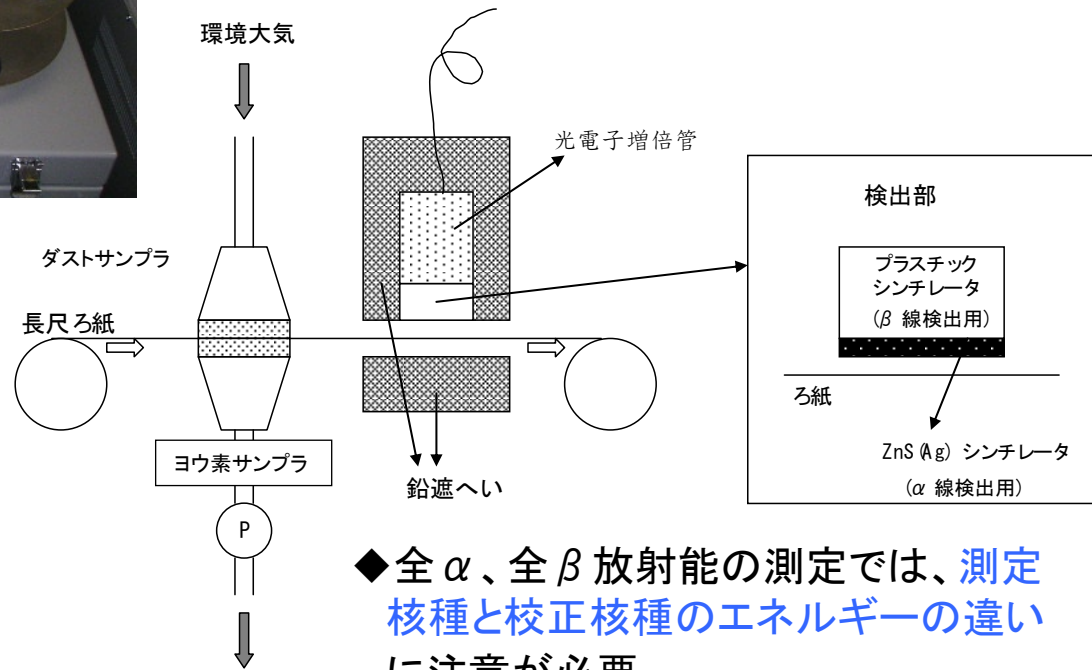 環境大気
光電子増倍管
検出部
ダストサンプラ
プラスチック
シンチレータ
(β 線検出用)
長尺ろ紙
ろ紙
ヨウ素サンプラ
ZnS(Ag) シンチレータ
(α 線検出用)
鉛遮へい
P
◆全α、全β放射能の測定では、測定
核種と校正核種のエネルギーの違い
に注意が必要